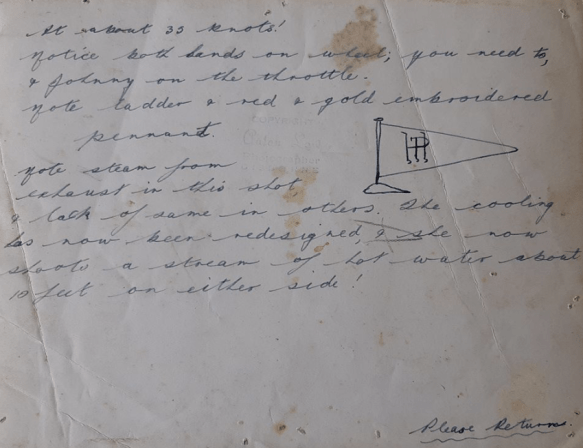 At about 33 knots!
Notice both hands on wheel, you need to,
& Johnny on the throttle.
Note ladder & red & gold embroidered
pennant.
HP
Note steam from
exhaust in this shot
& lack of same in others. The cooling
has now been redesigned, & she now
shoots a stream of hot water about
10 feet on either side!
Please Return.